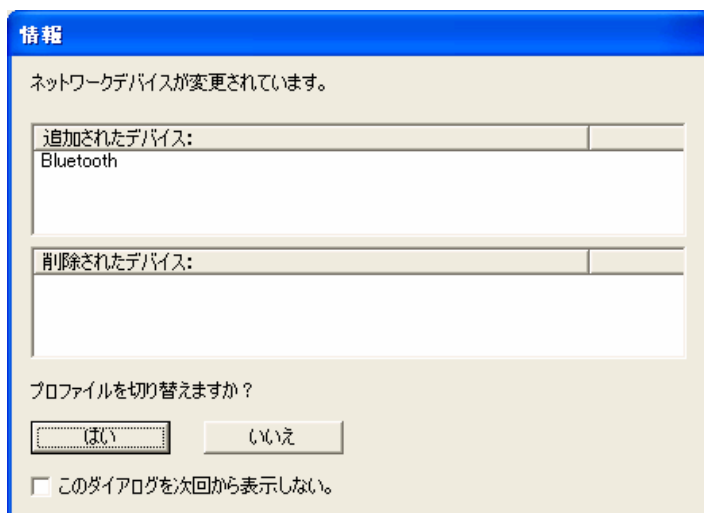 情報
ネットワークデバイスが変更されています。
追加されたデバイス:
Bluetooth
削除されたデバイス:
プロファイルを切り替えますか？
はい
いいえ
このダイアログを次回から表示しない。